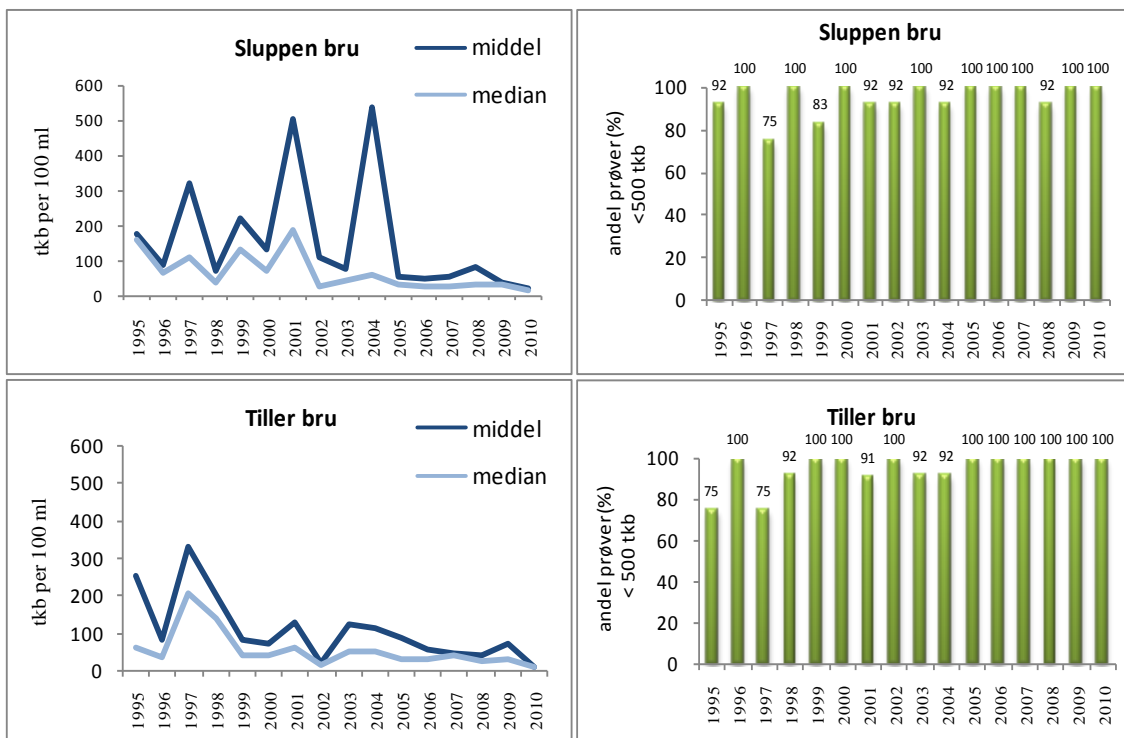 Sluppen bru
middel
median
tkb per 100 ml
600
500
400
300
200
100
0
1995 1996 1997 1998 1999 2000 2001 2002 2003 2004 2005 2006 2007 2008 2009 2010
Sluppen bru
andel prøver (%)
<500 tkb
92 100 75 100 83 100 92 92 100 92 100 100 100 92 100 100
100
80
60
40
20
0
1995 1996 1997 1998 1999 2000 2001 2002 2003 2004 2005 2006 2007 2008 2009 2010
Tiller bru
middel
median
tkb per 100 ml
600
500
400
300
200
100
0
1995 1996 1997 1998 1999 2000 2001 2002 2003 2004 2005 2006 2007 2008 2009 2010
Tiller bru
andel prøver (%)
< 500 tkb
75 100 75 92 100 100 91 100 92 92 100 100 100 100 100 100
100
80
60
40
20
0
1995 1996 1997 1998 1999 2000 2001 2002 2003 2004 2005 2006 2007 2008 2009 2010